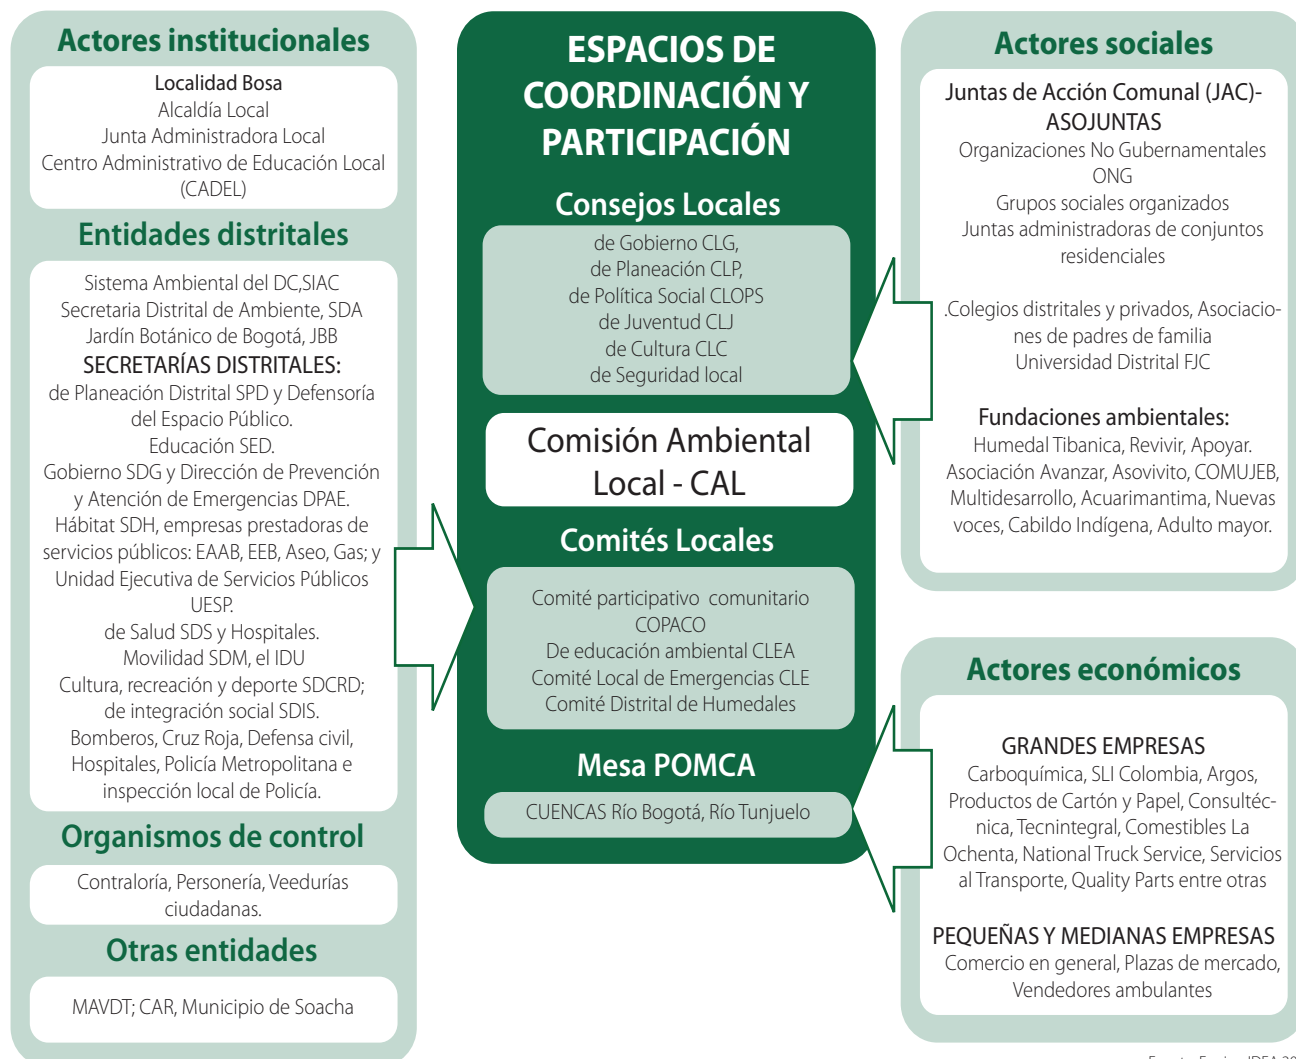 Actores institucionales
Localidad Bosa
Alcaldía Local
Junta Administradora Local
Centro Administrativo de Educación Local
(CADEL)
Entidades distritales
Sistema Ambiental del DC,SIAC
Secretaria Distrital de Ambiente, SDA
Jardín Botánico de Bogotá, JBB
SECRETARÍAS DISTRITALES:
de Planeación Distrital SPD y Defensoría
del Espacio Público.
Educación SED.
Gobierno SDG y Dirección de Prevención
y Atención de Emergencias DPAE.
Hábitat SDH, empresas prestadoras de
servicios públicos: EAAB, EEB, Aseo, Gas; y
Unidad Ejecutiva de Servicios Públicos
UESP.
de Salud SDS y Hospitales.
Movilidad SDM, el IDU
Cultura, recreación y deporte SDCRD;
de integración social SDIS.
Bomberos, Cruz Roja, Defensa civil,
Hospitales, Policía Metropolitana e
inspección local de Policía.
Organismos de control
Contraloría, Personería, Veedurías
ciudadanas.
Otras entidades
MAVDT; CAR, Municipio de Soacha
ESPACIOS DE
COORDINACIÓN Y
PARTICIPACIÓN
Consejos Locales
de Gobierno CLG,
de Planeación CLP,
de Política Social CLOPS
de Juventud CLJ
de Cultura CLC
de Seguridad local
Comisión Ambiental
Local - CAL
Comités Locales
Comité participativo comunitario
COPACO
De educación ambiental CLEA
Comité Local de Emergencias CLE
Comité Distrital de Humedales
Mesa POMCA
CUENCAS Río Bogotá, Río Tunjuelo
Actores sociales
Juntas de Acción Comunal (JAC)-
ASOJUNTAS
Organizaciones No Gubernamentales
ONG
Grupos sociales organizados
Juntas administradoras de conjuntos
residenciales
.Colegios distritales y privados, Asociacio-
nes de padres de familia
Universidad Distrital FJC
Fundaciones ambientales:
Humedal Tibanica, Revivir, Apoyar.
Asociación Avanzar, Asovivito, COMUJEB,
Multidesarrollo, Acuarimantima, Nuevas
voces, Cabildo Indígena, Adulto mayor.
Actores económicos
GRANDES EMPRESAS
Carboquímica, SLI Colombia, Argos,
Productos de Cartón y Papel, Consultéc-
nica, Tecnintegral, Comestibles La
Ochenta, National Truck Service, Servicios
al Transporte, Quality Parts entre otras
PEQUEÑAS Y MEDIANAS EMPRESAS
Comercio en general, Plazas de mercado,
Vendedores ambulantes